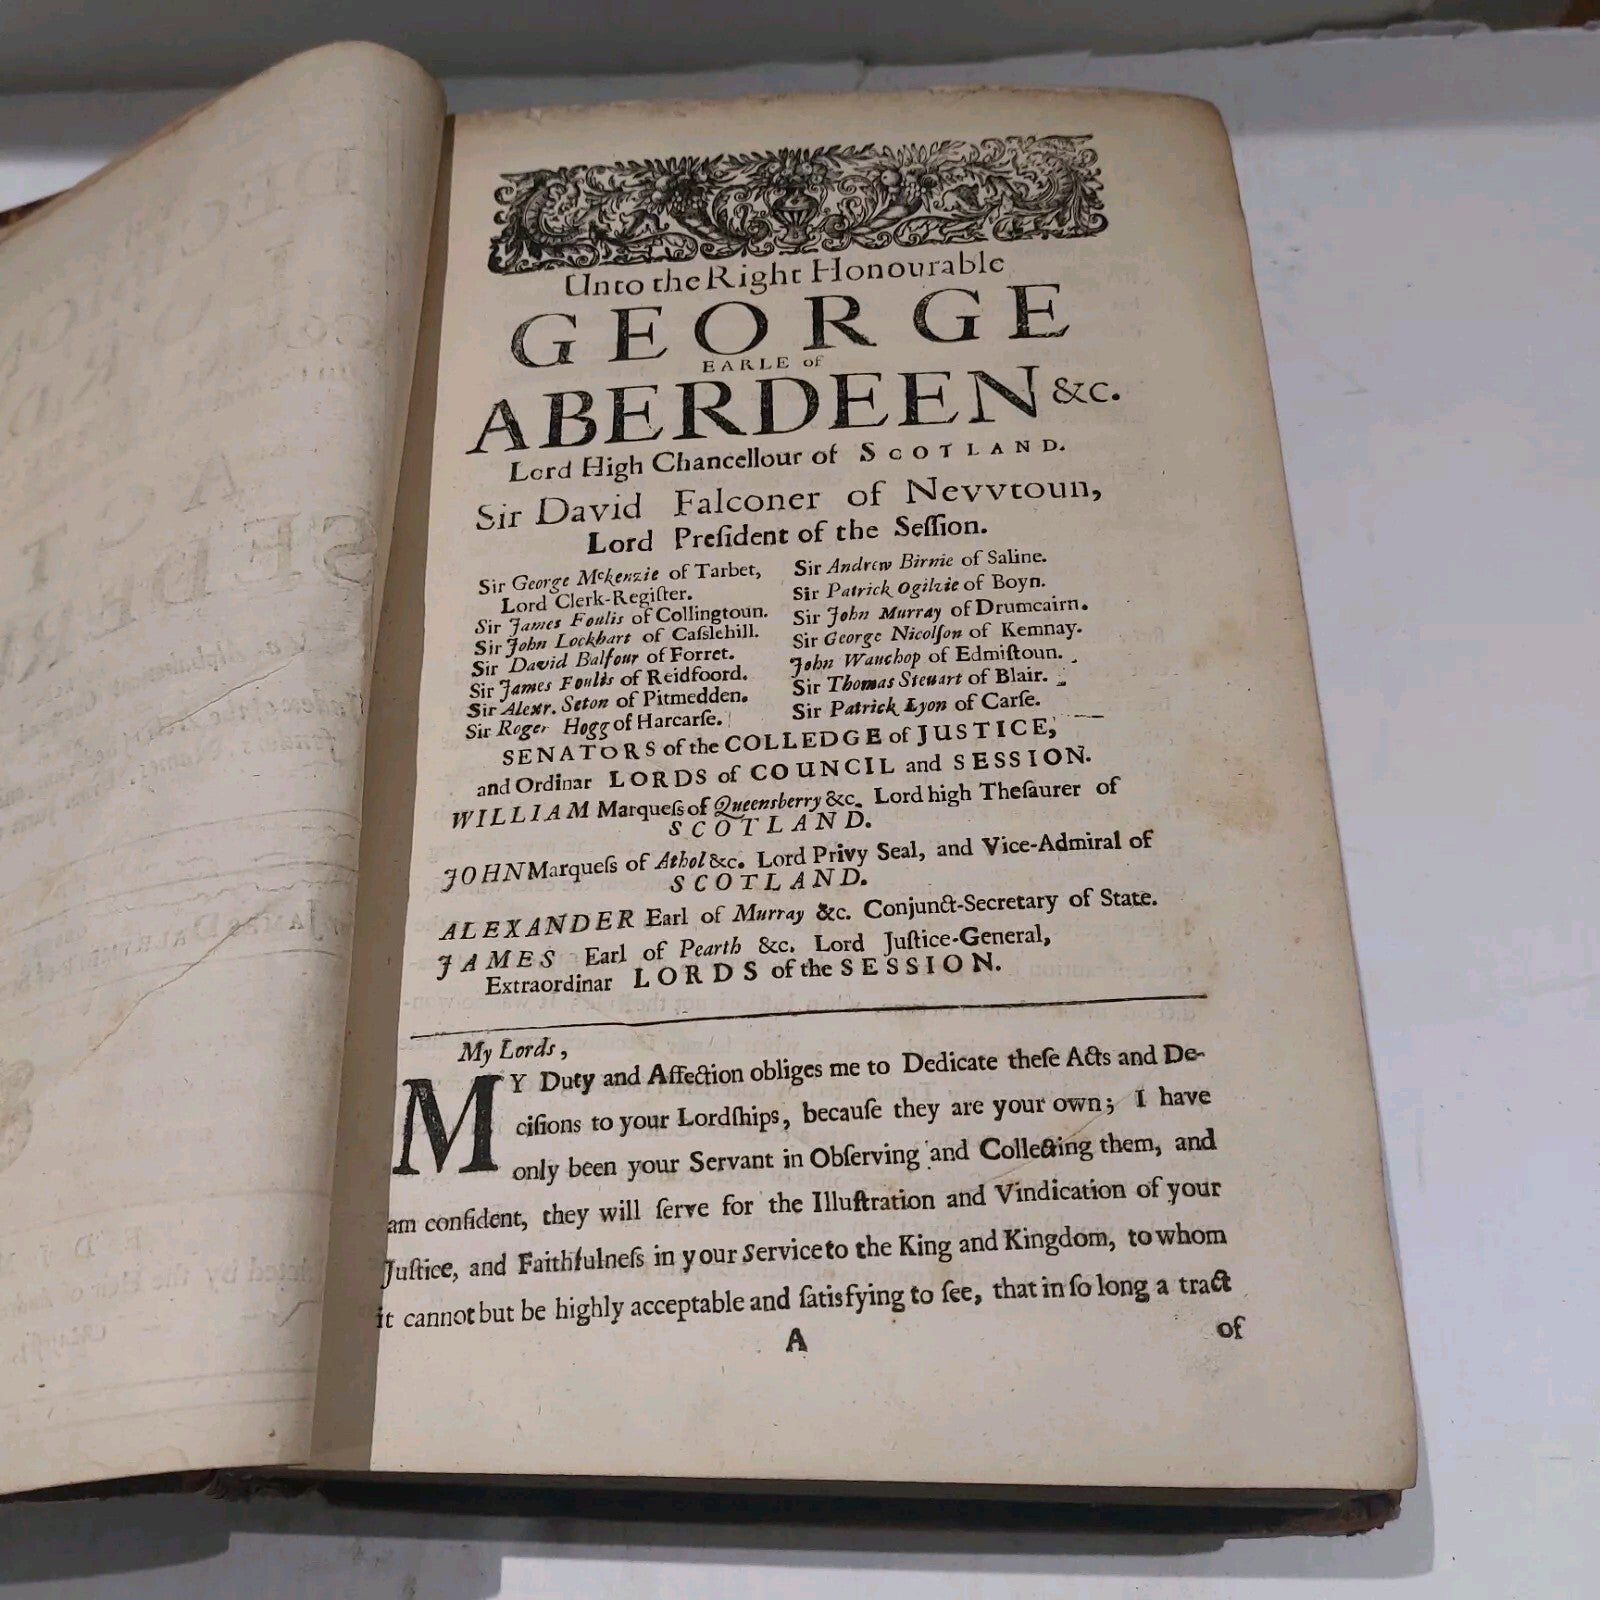 Unto the Right Honourable
GEORGE
EARLE of
ABERDEEN &c.
Lord High Chancellour of SCOTLAND.
Sir David Falconer of Nevvtoun,
Lord Preſident of the Seſſion.
Sir George Mckenzie of Tarbet,
Lord Clerk-Regiſter.
Sir James Foulis of Collingtoun.
Sir John Lockhart of Caſslehill.
Sir David Balfour of Forret.
Sir James Foulis of Reidfoord.
Sir Alexr. Seton of Pitmedden.
Sir Roger Hogg of Harcarſe.
Sir Andrew Birnie of Saline.
Sir Patrick Ogilvie of Boyn.
Sir John Murray of Drumcairn.
Sir George Nicolſon of Kemnay.
John Wauchop of Edmiſtoun.
Sir Thomas Steuart of Blair.
Sir Patrick Lyon of Carſe.
SENATORS of the COLLEDGE of JUSTICE,
and Ordinar LORDS of COUNCIL and SESSION.
WILLIAM Marqueſs of Queensberry &c. Lord high Theſaurer of
SCOTLAND.
JOHN Marqueſs of Athol &c. Lord Privy Seal, and Vice-Admiral of
SCOTLAND.
ALEXANDER Earl of Murray &c. Conjunct-Secretary of State.
JAMES Earl of Pearth &c. Lord Juſtice-General,
Extraordinar LORDS of the SESSION.
My Lords,
MY Duty and Affection obliges me to Dedicate theſe Acts and De-
ciſions to your Lordſhips, becauſe they are your own; I have
only been your Servant in Obſerving and Collecting them, and
am confident, they will ſerve for the Illuſtration and Vindication of your
Juſtice, and Faithfulneſs in your Service to the King and Kingdom, to whom
it cannot but be highly acceptable and ſatisfying to ſee, that in ſo long a tract
A
of